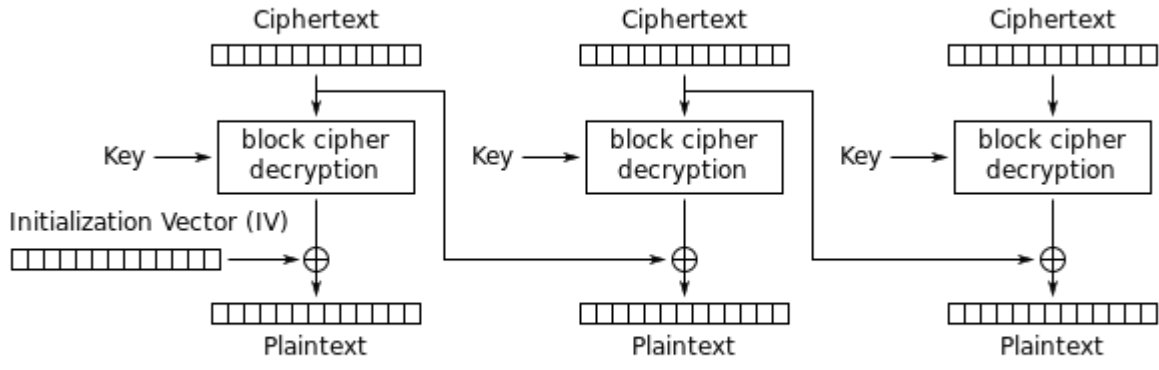 Ciphertext
Ciphertext
Ciphertext
Key
block cipher
decryption
Key
block cipher
decryption
Key
block cipher
decryption
Initialization Vector (IV)
Plaintext
Plaintext
Plaintext